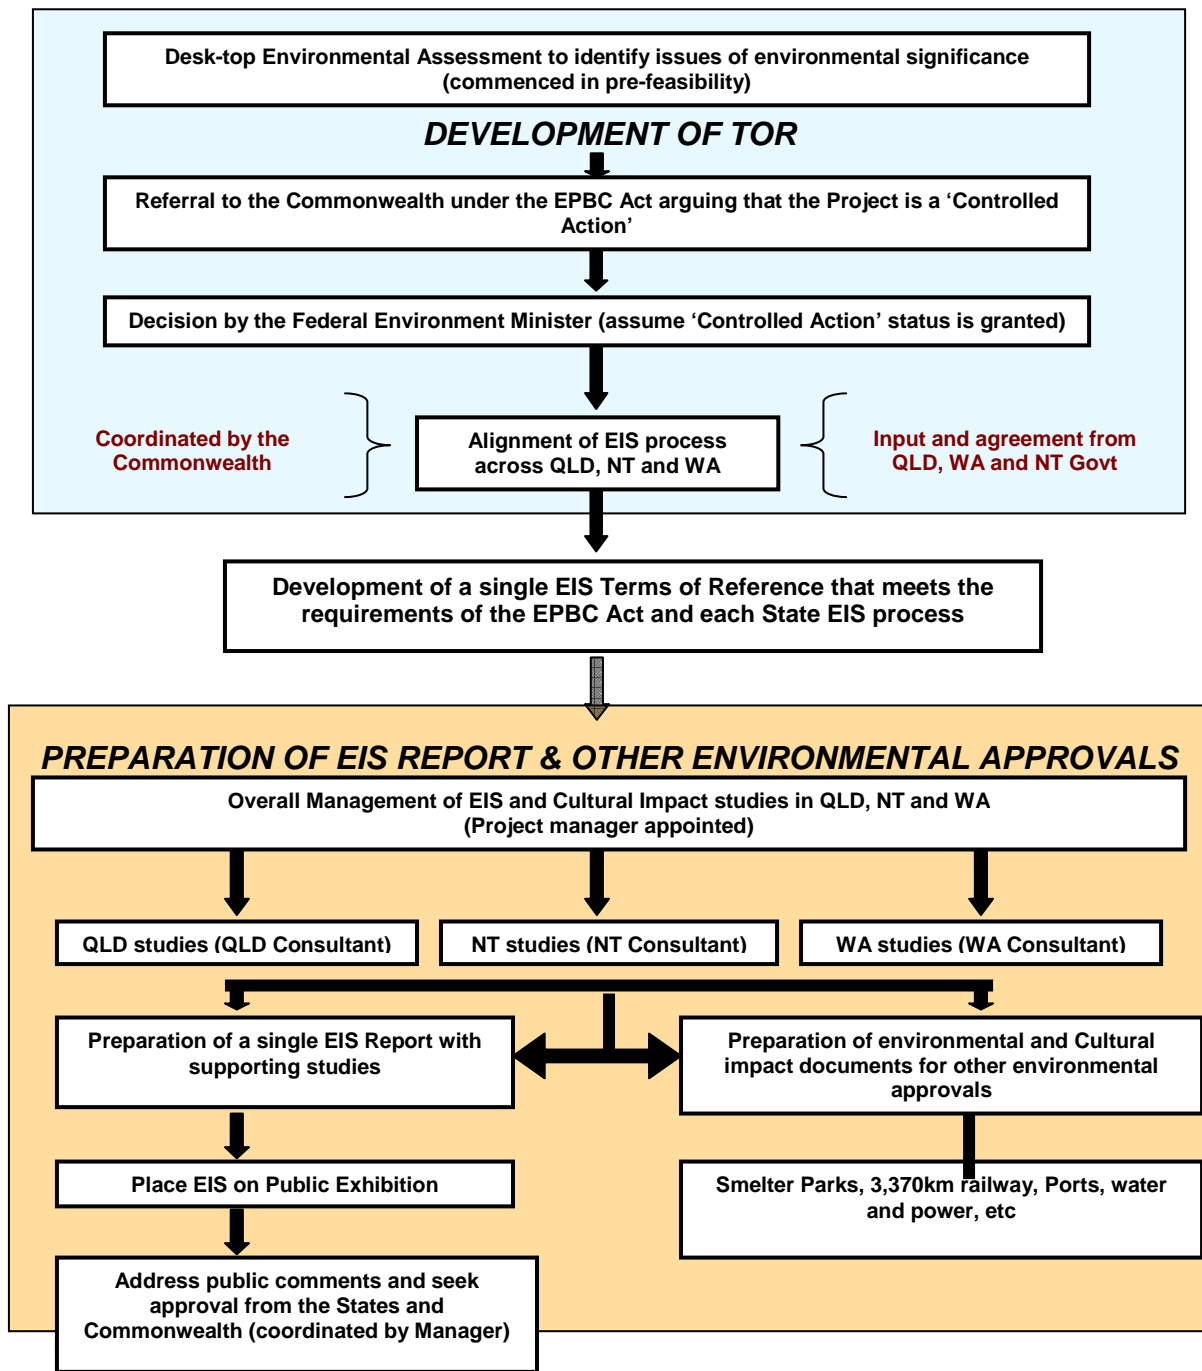 Desk-top Environmental Assessment to identify issues of environmental significance
(commenced in pre-feasibility)
DEVELOPMENT OF TOR
Referral to the Commonwealth under the EPBC Act arguing that the Project is a ‘Controlled
Action’
Decision by the Federal Environment Minister (assume ‘Controlled Action’ status is granted)
Coordinated by the
Commonwealth
Alignment of EIS process
across QLD, NT and WA
Input and agreement from
QLD, WA and NT Govt
Development of a single EIS Terms of Reference that meets the
requirements of the EPBC Act and each State EIS process
PREPARATION OF EIS REPORT & OTHER ENVIRONMENTAL APPROVALS
Overall Management of EIS and Cultural Impact studies in QLD, NT and WA
(Project manager appointed)
QLD studies (QLD Consultant)
NT studies (NT Consultant)
WA studies (WA Consultant)
Preparation of a single EIS Report with
supporting studies
Preparation of environmental and Cultural
impact documents for other environmental
approvals
Place EIS on Public Exhibition
Smelter Parks, 3,370km railway, Ports, water
and power, etc
Address public comments and seek
approval from the States and
Commonwealth (coordinated by Manager)